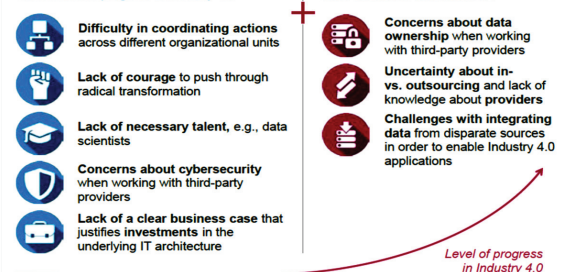 Difficulty in coordinating actions
across different organizational units
Lack of courage to push through
radical transformation
Lack of necessary talent, e.g., data
scientists
Concerns about cybersecurity
when working with third-party
providers
Lack of a clear business case that
justifies investments in the
underlying IT architecture
Concerns about data
ownership when working
with third-party providers
Uncertainty about in-
vs. outsourcing and lack of
knowledge about providers
Challenges with integrating
data from disparate sources
in order to enable Industry 4.0
applications
Level of progress
in Industry 4.0